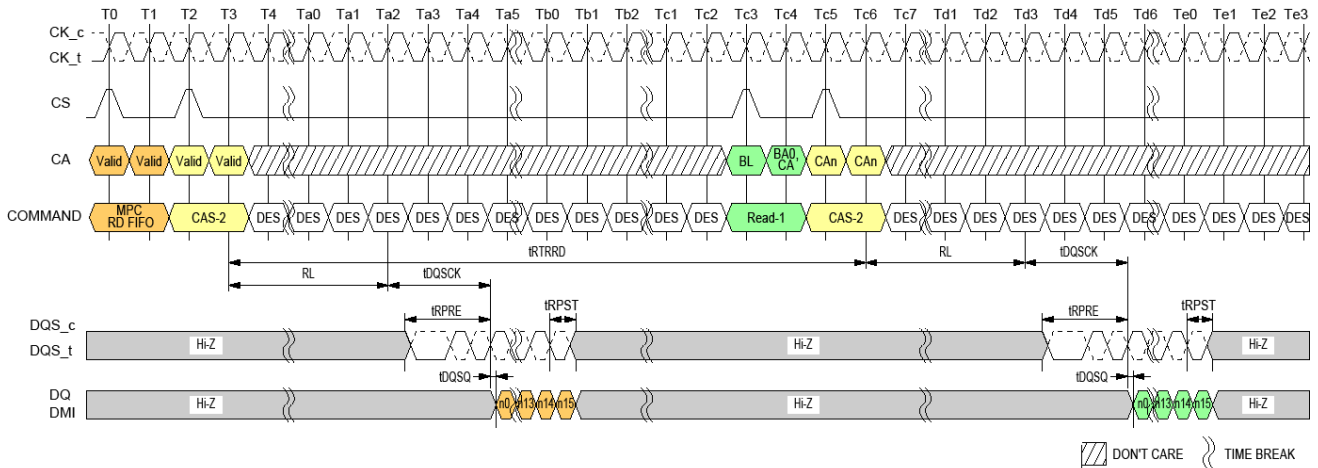 T0 T1 T2 T3 T4 Ta0 Ta1 Ta2 Ta3 Ta4 Ta5 Tb0 Tb1 Tb2 Tc1 Tc2 Tc3 Tc4 Tc5 Tc6 Tc7 Td1 Td2 Td3 Td4 Td5 Td6 Te0 Te1 Te2 Te3
CK_c
CK_t
CS
CA Valid Valid Valid Valid BL BA0, CA CAn CAn
COMMAND MPC RD FIFO CAS-2 DES DES DES DES DES DES DES DES DES DES DES DES Read-1 CAS-2 DES DES DES DES DES DES DES DES DES DES DES
tRTRRD
RL tDQSCK RL tDQSCK
tRPRE tRPST tRPRE tRPST
DQS_c
DQS_t
Hi-Z Hi-Z Hi-Z
tDQSQ tDQSQ
DQ
DMI
Hi-Z n0 n13 n14 n15 Hi-Z n0 n13 n14 n15 Hi-Z
DON'T CARE TIME BREAK